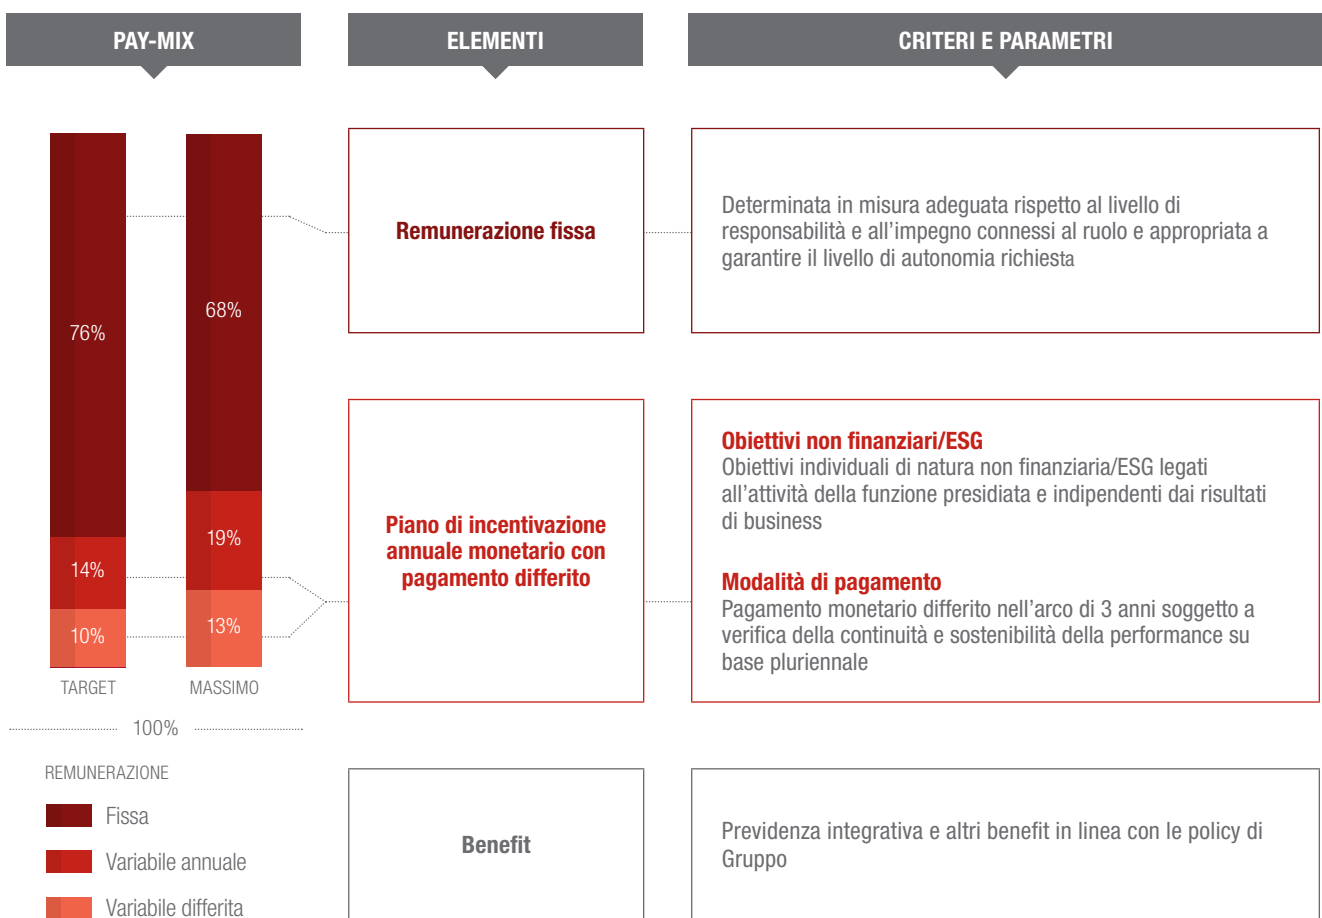 PAY-MIX
ELEMENTI
CRITERI E PARAMETRI
76%
14%
10%
TARGET
68%
19%
13%
MASSIMO
100%
REMUNERAZIONE
Fissa
Variabile annuale
Variabile differita
Remunerazione fissa
Determinata in misura adeguata rispetto al livello di
responsabilità e all'impegno connessi al ruolo e appropriata a
garantire il livello di autonomia richiesta
Piano di incentivazione
annuale monetario con
pagamento differito
Obiettivi non finanziari/ESG
Obiettivi individuali di natura non finanziaria/ESG legati
all'attività della funzione presidiata e indipendenti dai risultati
di business
Modalità di pagamento
Pagamento monetario differito nell'arco di 3 anni soggetto a
verifica della continuità e sostenibilità della performance su
base pluriennale
Benefit
Previdenza integrativa e altri benefit in linea con le policy di
Gruppo